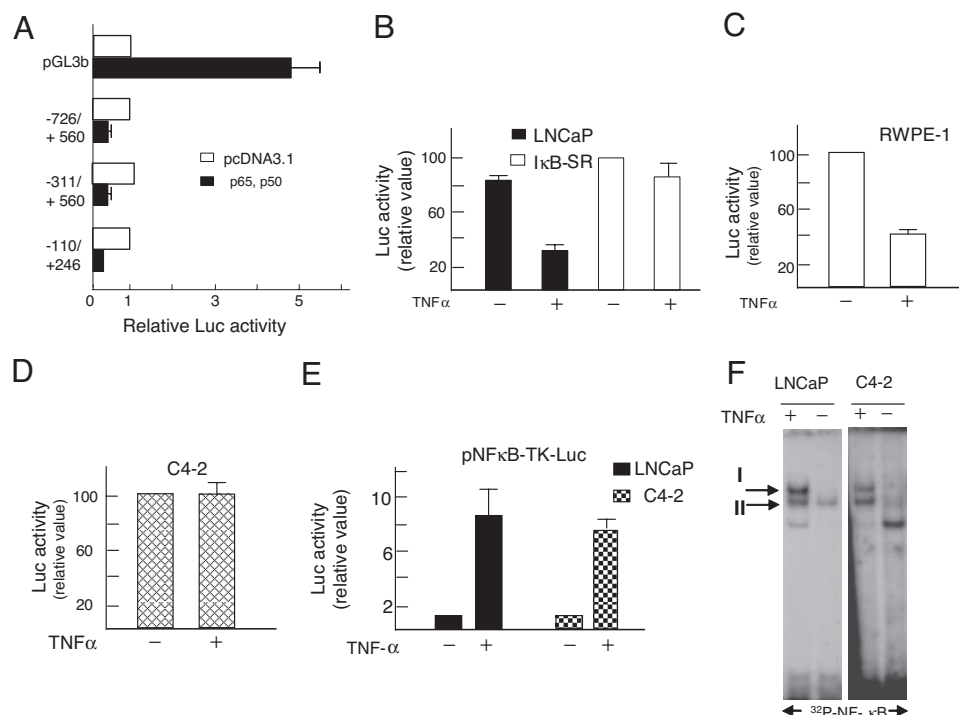 A
pGL3b
-726/
+ 560
-311/
+ 560
-110/
+246
pcDNA3.1
p65, p50
0 1 3 5
Relative Luc activity
B
LNCaP
IκB-SR
Luc activity
(relative value)
100
60
20
TNFα − + − +
C
RWPE-1
Luc activity
(relative value)
100
60
20
TNFα − +
D
C4-2
Luc activity
(relative value)
100
60
20
TNFα − +
E
pNFκB-TK-Luc
LNCaP
C4-2
Luc activity
(relative value)
10
6
2
TNF-α − + − +
F
LNCaP C4-2
TNFα + − + −
I
II
32P-NF- κB